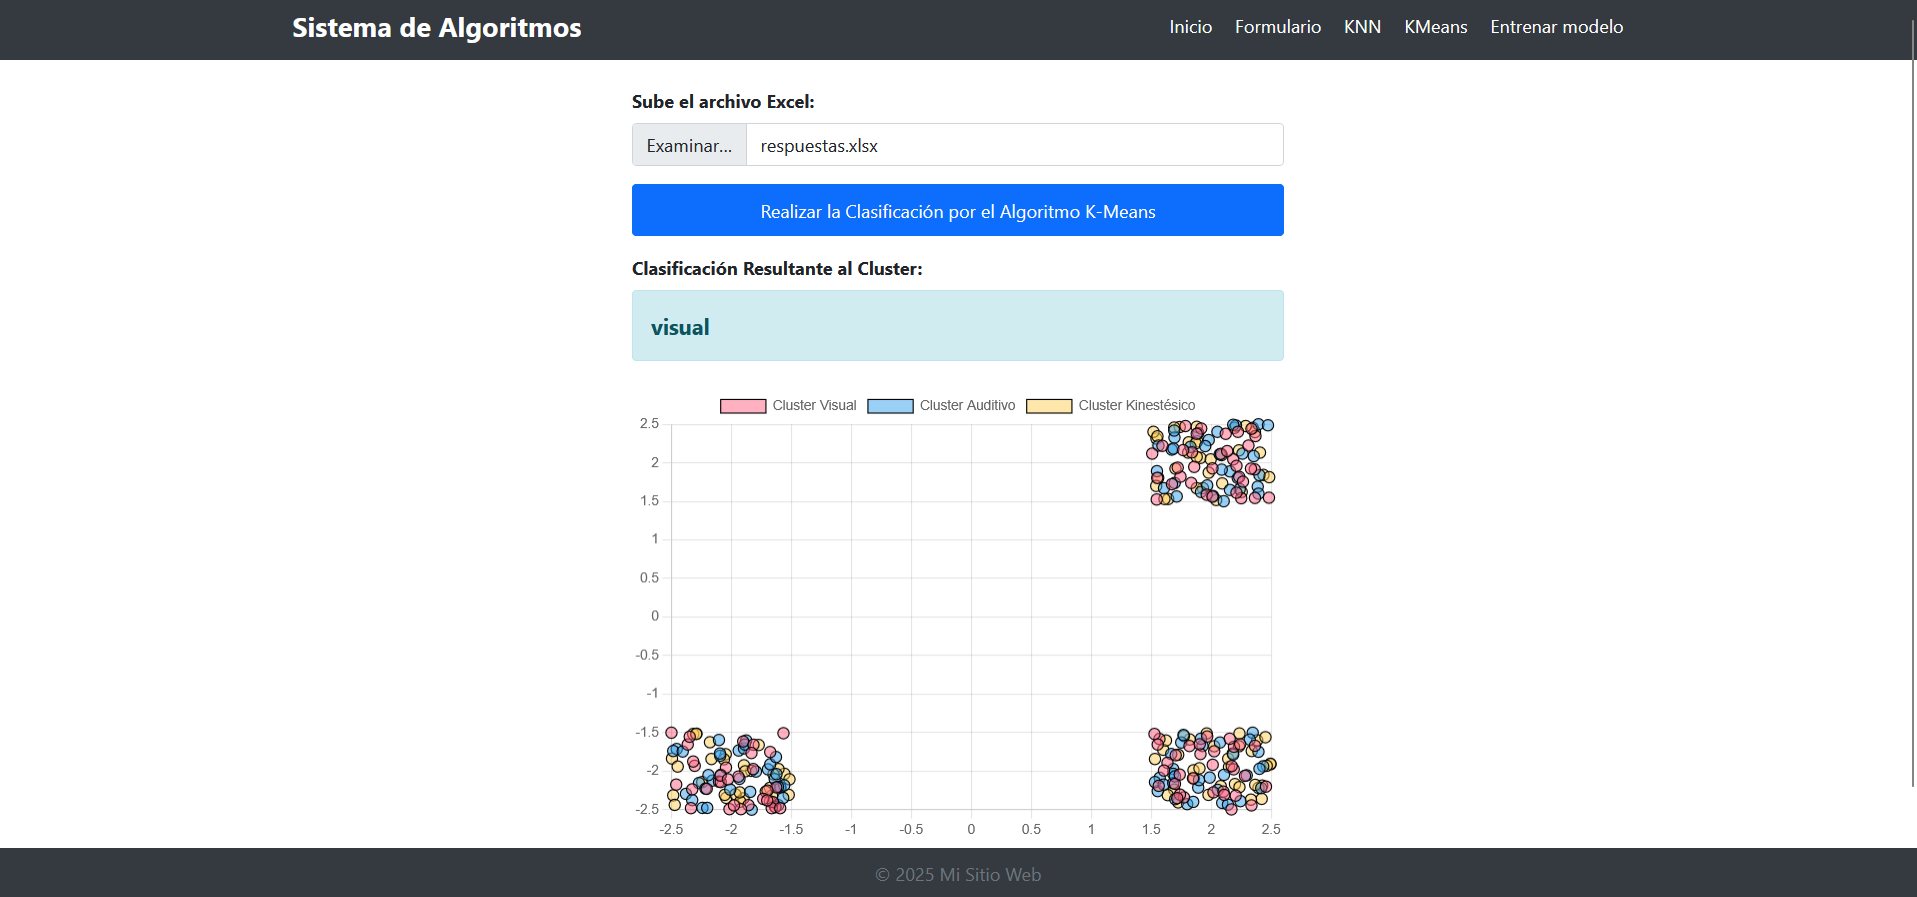 Sistema de Algoritmos
Inicio Formulario KNN KMeans Entrenar modelo
Sube el archivo Excel:
Examinar... respuestas.xlsx
Realizar la Clasificación por el Algoritmo K-Means
Clasificación Resultante al Cluster:
visual
Cluster Visual Cluster Auditivo Cluster Kinestésico
2.5
2
1.5
1
0.5
0
-0.5
-1
-1.5
-2
-2.5
-2.5 -2 -1.5 -1 -0.5 0 0.5 1 1.5 2 2.5
© 2025 Mi Sitio Web